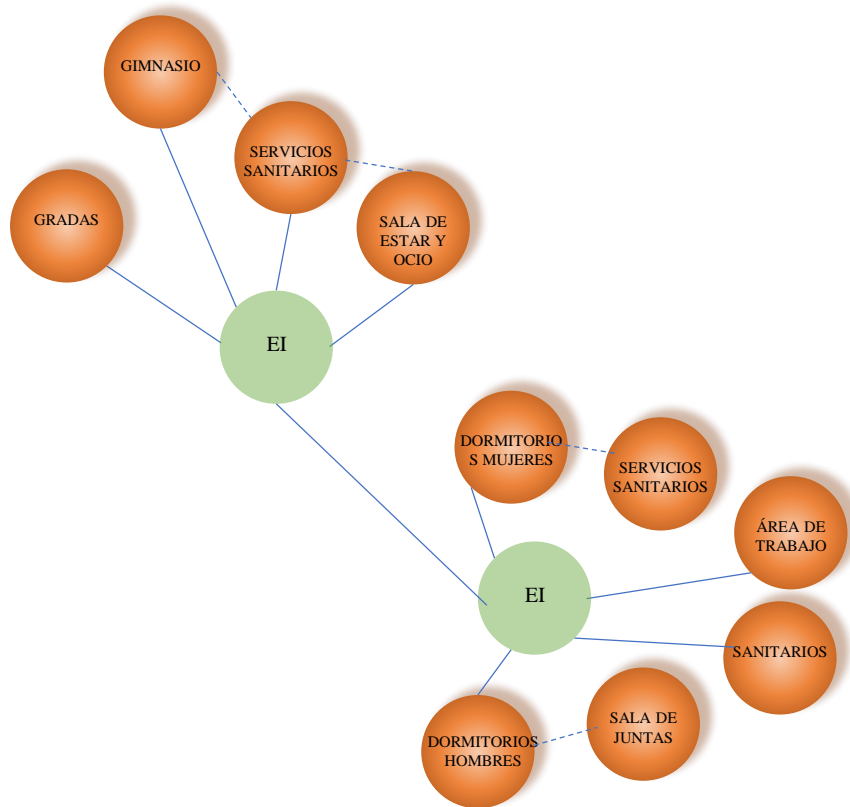 GIMNASIO
SERVICIOS
SANITARIOS
GRADAS
SALA DE
ESTAR Y
OCIO
EI
DORMITORIO
S MUJERES
SERVICIOS
SANITARIOS
ÁREA DE
TRABAJO
EI
SANITARIOS
DORMITORIOS
HOMBRES
SALA DE
JUNTAS